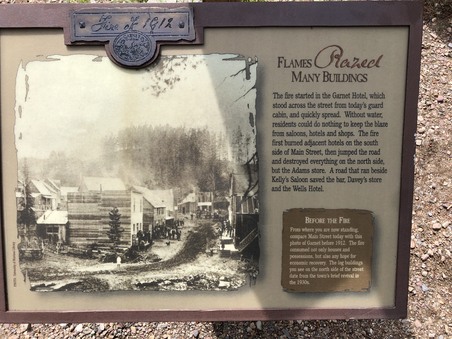 Fire of 1912
FLAMES Razed
MANY BUILDINGS
The fire started in the Garnet Hotel, which
stood across the street from today's guard
cabin, and quickly spread. Without water,
residents could do nothing to keep the blaze
from saloons, hotels and shops. The fire
first burned adjacent hotels on the south
side of Main Street, then jumped the road
and destroyed everything on the north side,
but the Adams store. A road that ran beside
Kelly's Saloon saved the bar, Davey's store
and the Wells Hotel.
BEFORE THE FIRE
From where you are now standing,
compare Main Street today with this
photo of Garnet before 1912. The fire
consumed not only houses and
possessions, but also any hope for
economic recovery. The log buildings
you see on the north side of the street
date from the town's brief revival in
the 1930s.